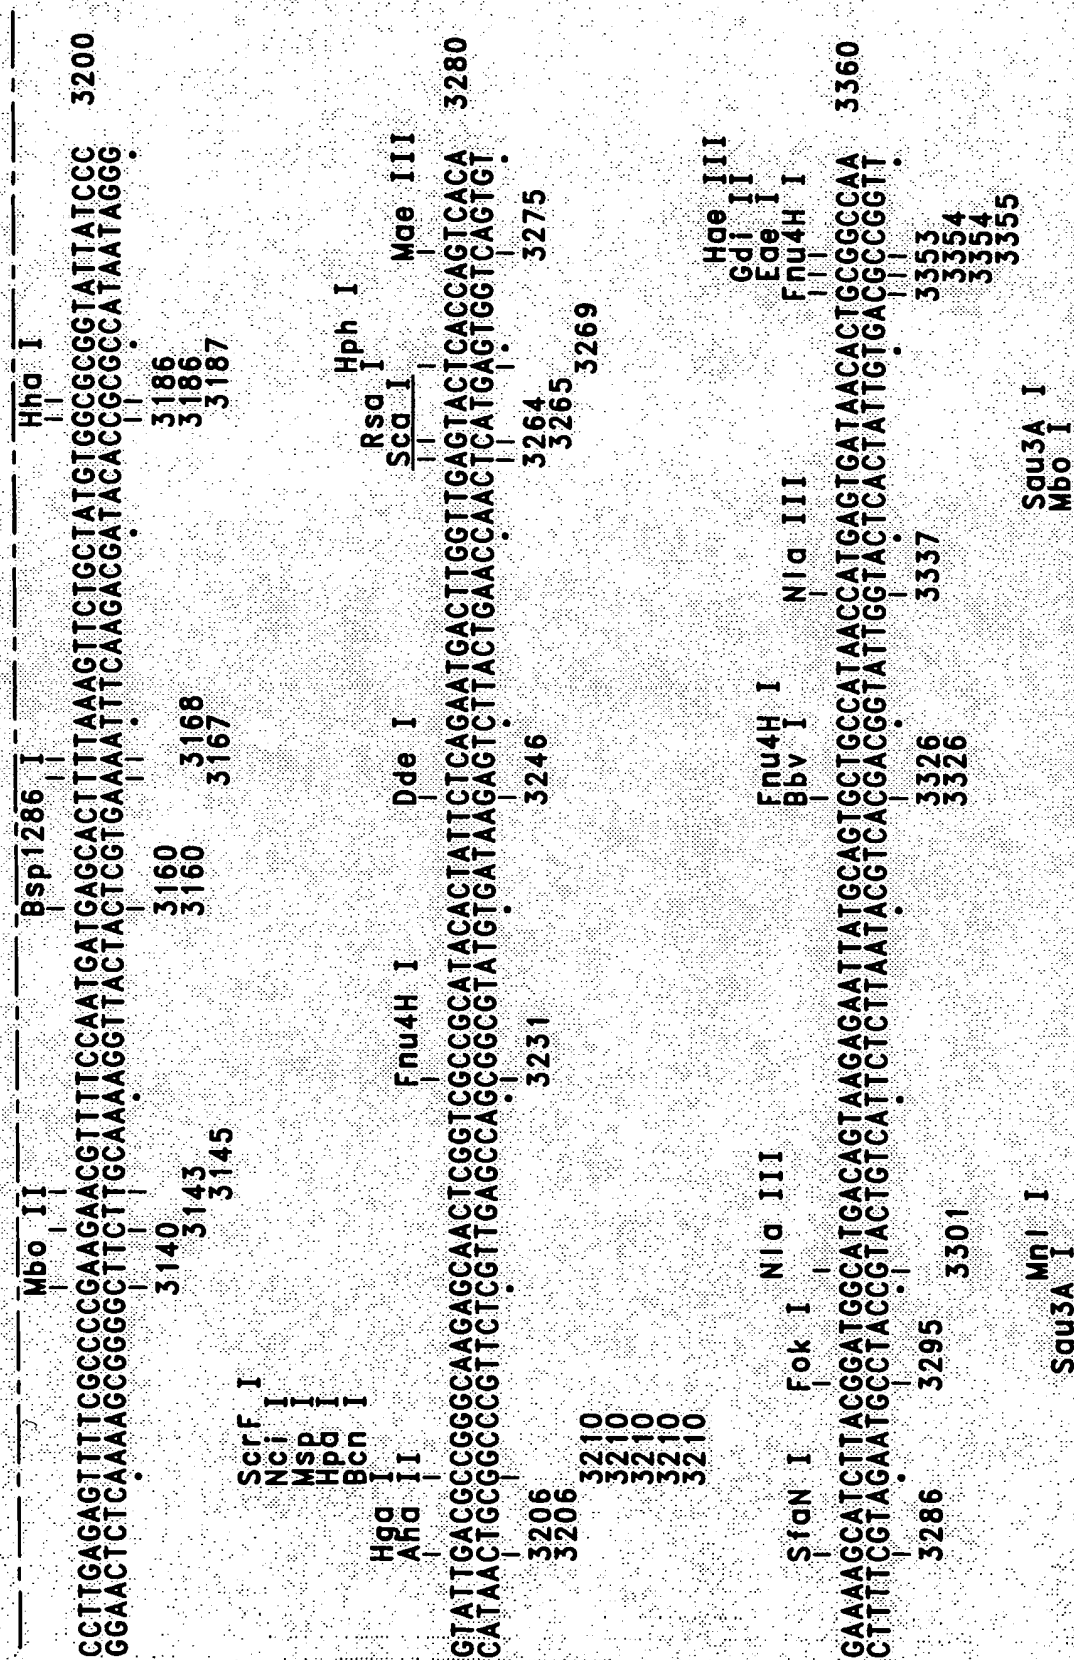 Mbo II Bsp1286 I Hha I
CCTTGAGAGTTTTCGCCCCGAAGAACGTTTTCCAATGATGAGCACTTTTAAAGTTCTGCTATGTGGCGCGGTATTATCCC 3200
GGAACTCTCAAAAGCGGGGCTTCTTGCAAAAGGTTACTACTCGTGAAAATTTCAAGACGATACACCGCGCCATAATAGGG
3140 3160 3186
3143 3160 3168 3186
3145 3167 3187
ScrF I
Nci I
Msp I
Hpa I
Bcn I Hph I
Hga I Rsa I
Aha II Fnu4H I Dde I Sca I Mae III
GTATTGACGCCGGGCAAGAGCAACTCGGTCGCCGCATACACTATTCTCAGAATGACTTGGTTGAGTACTCACCAGTCACA 3280
CATAACTGCGGCCCGTTCTCGTTGAGCCAGCGGCGTATGTGATAAGAGTCTTACTGAACCAACTCATGAGTGGTCAGTGT
3206 3231 3246 3264 3275
3206 3265
3210 3269
3210
3210
3210
3210
Hae III
Gdi II
Nla III Fnu4H I Eae I
SfaN I Fok I Bbv I Nla III Fnu4H I
GAAAAGCATCTTACGGATGGCATGACAGTAAGAGAATTATGCAGTGCTGCCATAACCATGAGTGATAACACTGCGGCCAA 3360
CTTTTCGTAGAATGCCTACCGTACTGTCATTCTCTTAATACGTCACGACGGTATTGGTACTCACTATTGTGACGCCGGTT
3286 3295 3326 3337 3353
3301 3326 3354
3354
3355
Mnl I Sau3A I
Sau3A I Mbo I